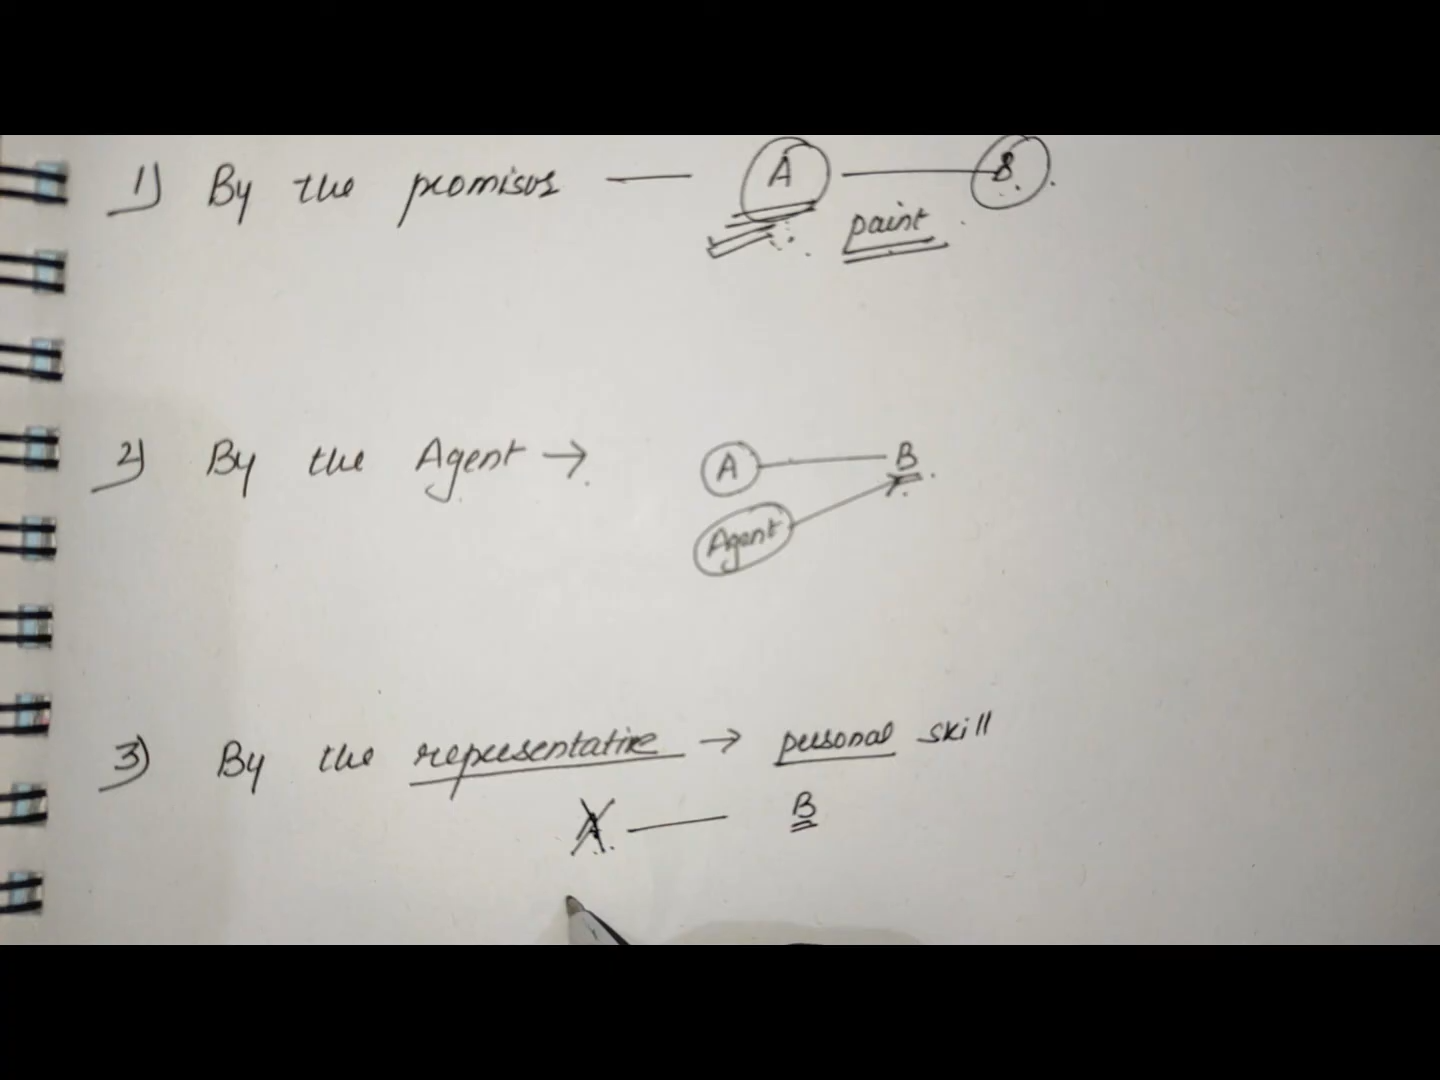 1) By the promisor — A — B
paint
2) By the Agent → A — B
Agent
3) By the representative → personal skill
A — B